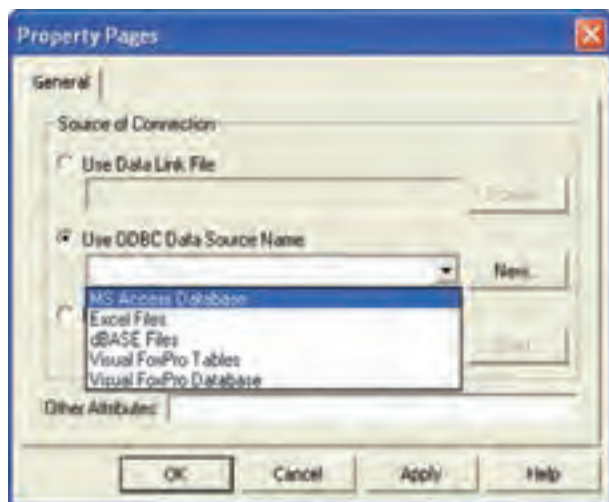 Property Pages
General
Source of Connection
Use Data Link File
Use ODBC Data Source Name
New...
MS Access Database
Excel Files
dBASE Files
Visual FoxPro Tables
Visual FoxPro Database
Other Attributes:
OK Cancel Apply Help